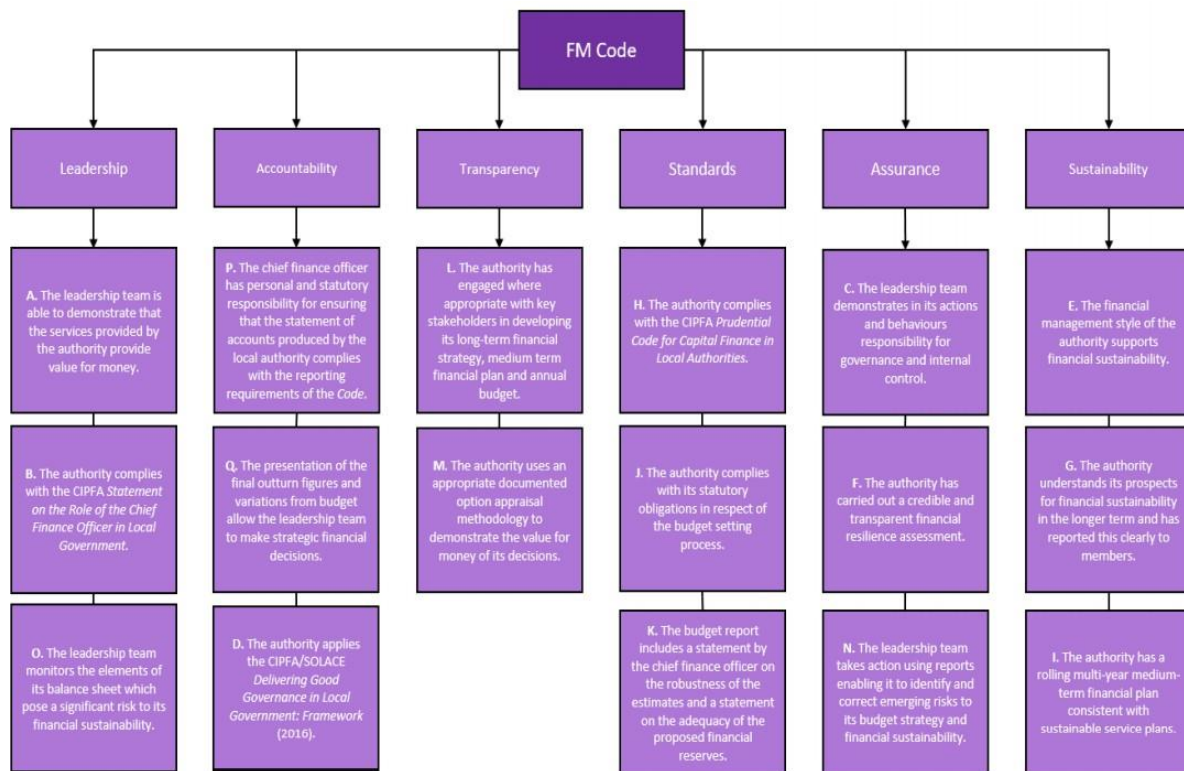 FM Code
Leadership
Accountability
Transparency
Standards
Assurance
Sustainability
A. The leadership team is
able to demonstrate that
the services provided by
the authority provide
value for money.
P. The chief finance officer
has personal and statutory
responsibility for ensuring
that the statement of
accounts produced by the
local authority complies
with the reporting
requirements of the Code.
L. The authority has
engaged where
appropriate with key
stakeholders in developing
its long-term financial
strategy, medium term
financial plan and annual
budget.
H. The authority complies
with the CIPFA Prudential
Code for Capital Finance in
Local Authorities.
C. The leadership team
demonstrates in its actions
and behaviours
responsibility for
governance and internal
control.
E. The financial
management style of the
authority supports
financial sustainability.
B. The authority complies
with the CIPFA Statement
on the Role of the Chief
Finance Officer in Local
Government.
Q. The presentation of the
final outturn figures and
variations from budget
allow the leadership team
to make strategic financial
decisions.
M. The authority uses an
appropriate documented
option appraisal
methodology to
demonstrate the value for
money of its decisions.
J. The authority complies
with its statutory
obligations in respect of
the budget setting
process.
F. The authority has
carried out a credible and
transparent financial
resilience assessment.
G. The authority
understands its prospects
for financial sustainability
in the longer term and has
reported this clearly to
members.
O. The leadership team
monitors the elements of
its balance sheet which
pose a significant risk to its
financial sustainability.
D. The authority applies
the CIPFA/SOLACE
Delivering Good
Governance in Local
Government: Framework
(2016).
K. The budget report
includes a statement by
the chief finance officer on
the robustness of the
estimates and a statement
on the adequacy of the
proposed financial
reserves.
N. The leadership team
takes action using reports
enabling it to identify and
correct emerging risks to
its budget strategy and
financial sustainability.
I. The authority has a
rolling multi-year medium-
term financial plan
consistent with
sustainable service plans.